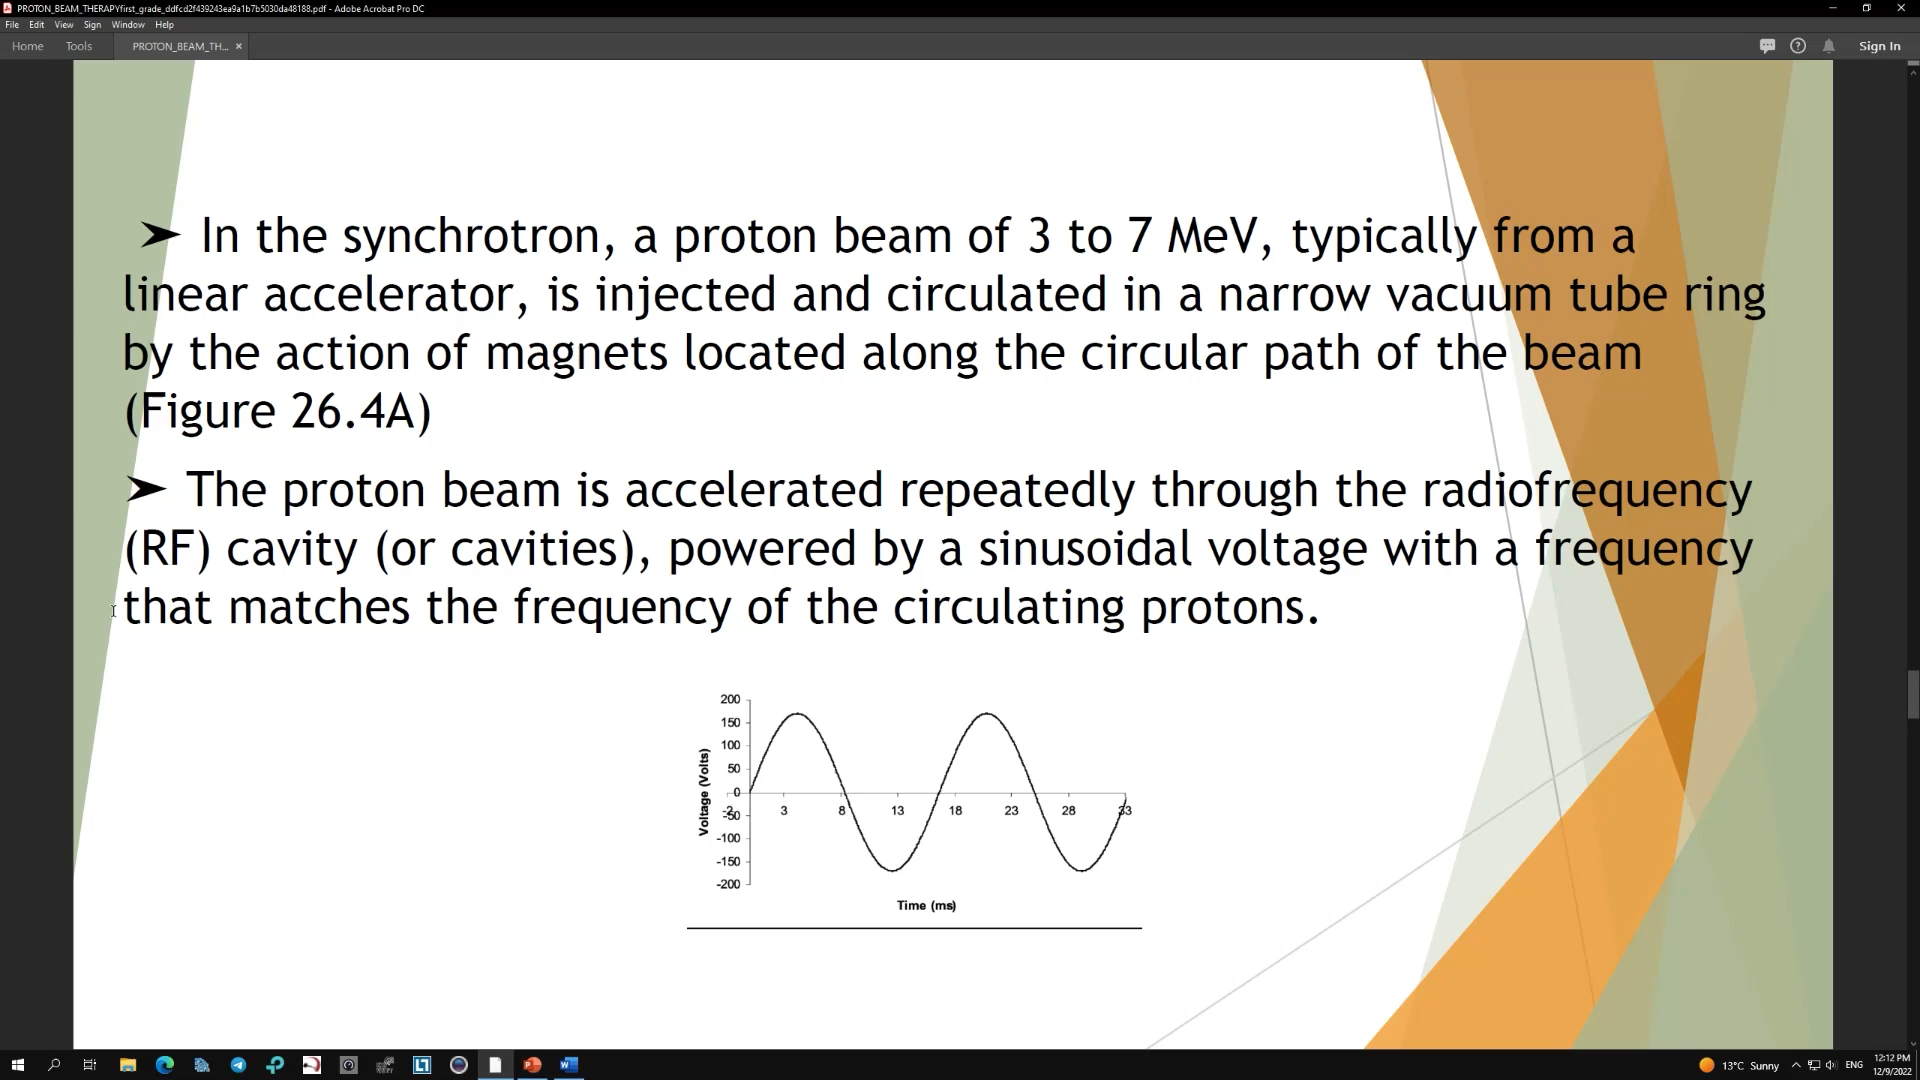 PROTON_BEAM_THERAPYfirst_grade_ddfcd2f439243ea9a1b7b5030da48188.pdf - Adobe Acrobat Pro DC
File Edit View Sign Window Help
Home Tools PROTON_BEAM_TH... × Sign In
➤ In the synchrotron, a proton beam of 3 to 7 MeV, typically from a
linear accelerator, is injected and circulated in a narrow vacuum tube ring
by the action of magnets located along the circular path of the beam
(Figure 26.4A)
➤ The proton beam is accelerated repeatedly through the radiofrequency
(RF) cavity (or cavities), powered by a sinusoidal voltage with a frequency
that matches the frequency of the circulating protons.
Voltage (Volts)
200
150
100
50
0
-50
-100
-150
-200
-2 3 8 13 18 23 28 33
Time (ms)
13°C Sunny ENG
12:12 PM
12/9/2022